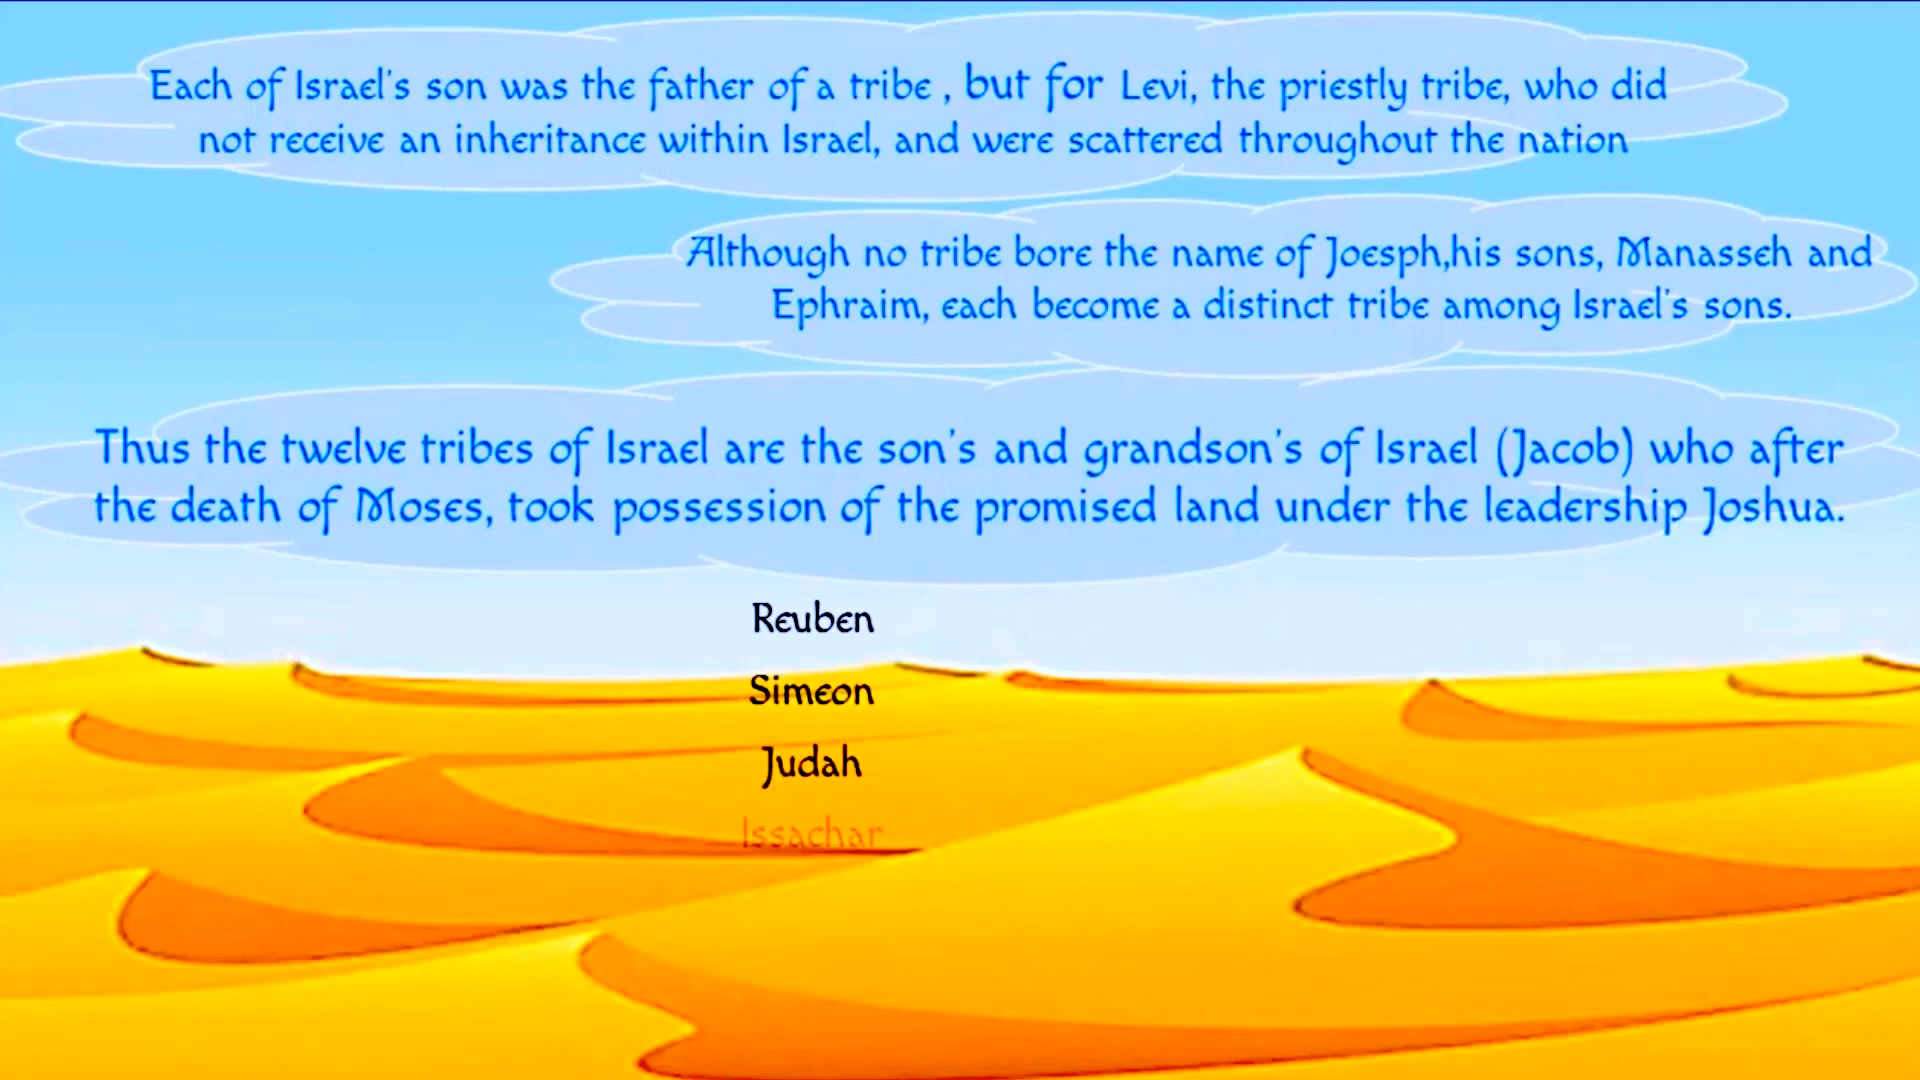 Each of Israel's son was the father of a tribe , but for Levi, the priestly tribe, who did
not receive an inheritance within Israel, and were scattered throughout the nation
Although no tribe bore the name of Joesph,his sons, Manasseh and
Ephraim, each become a distinct tribe among Israel's sons.
Thus the twelve tribes of Israel are the son's and grandson's of Israel (Jacob) who after
the death of Moses, took possession of the promised land under the leadership Joshua.
Reuben
Simeon
Judah
Issachar